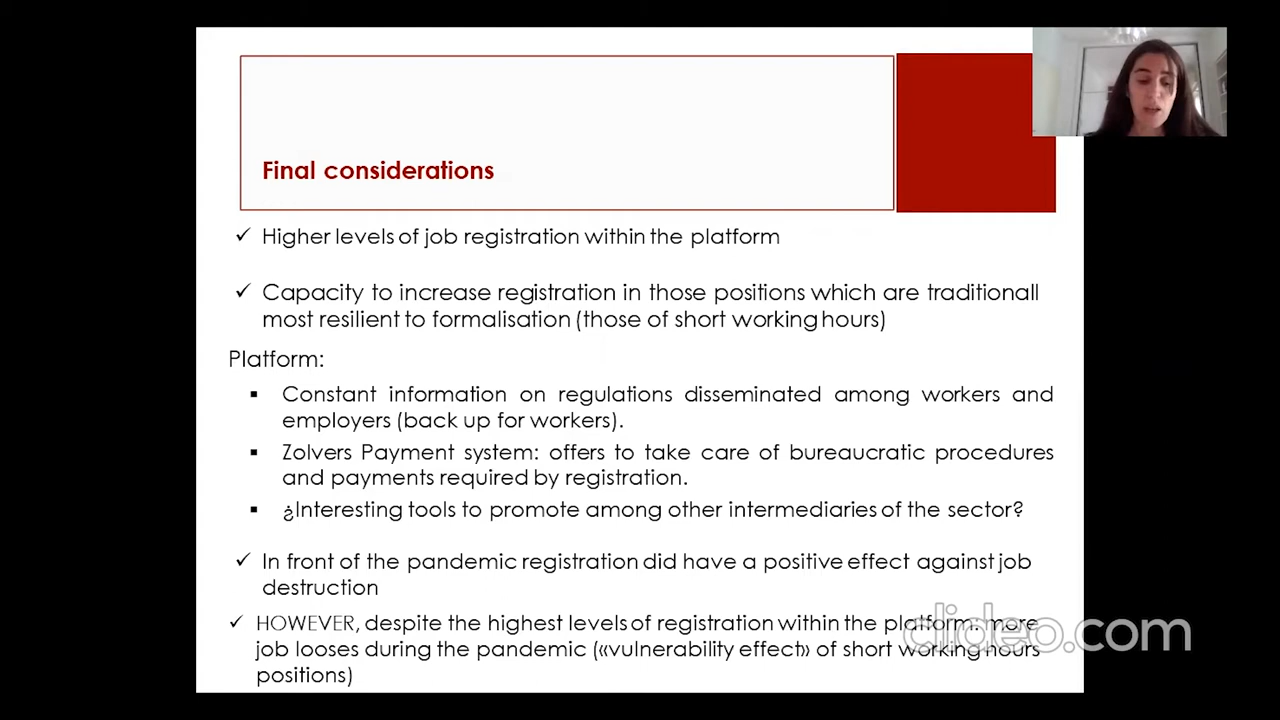 Final considerations
✓ Higher levels of job registration within the platform
✓ Capacity to increase registration in those positions which are traditionall
most resilient to formalisation (those of short working hours)
Platform:
▪ Constant information on regulations disseminated among workers and
employers (back up for workers).
▪ Zolvers Payment system: offers to take care of bureaucratic procedures
and payments required by registration.
▪ ¿Interesting tools to promote among other intermediaries of the sector?
✓ In front of the pandemic registration did have a positive effect against job
destruction
✓ HOWEVER, despite the highest levels of registration within the platform: more
job looses during the pandemic («vulnerability effect» of short working hours
positions)
clideo.com